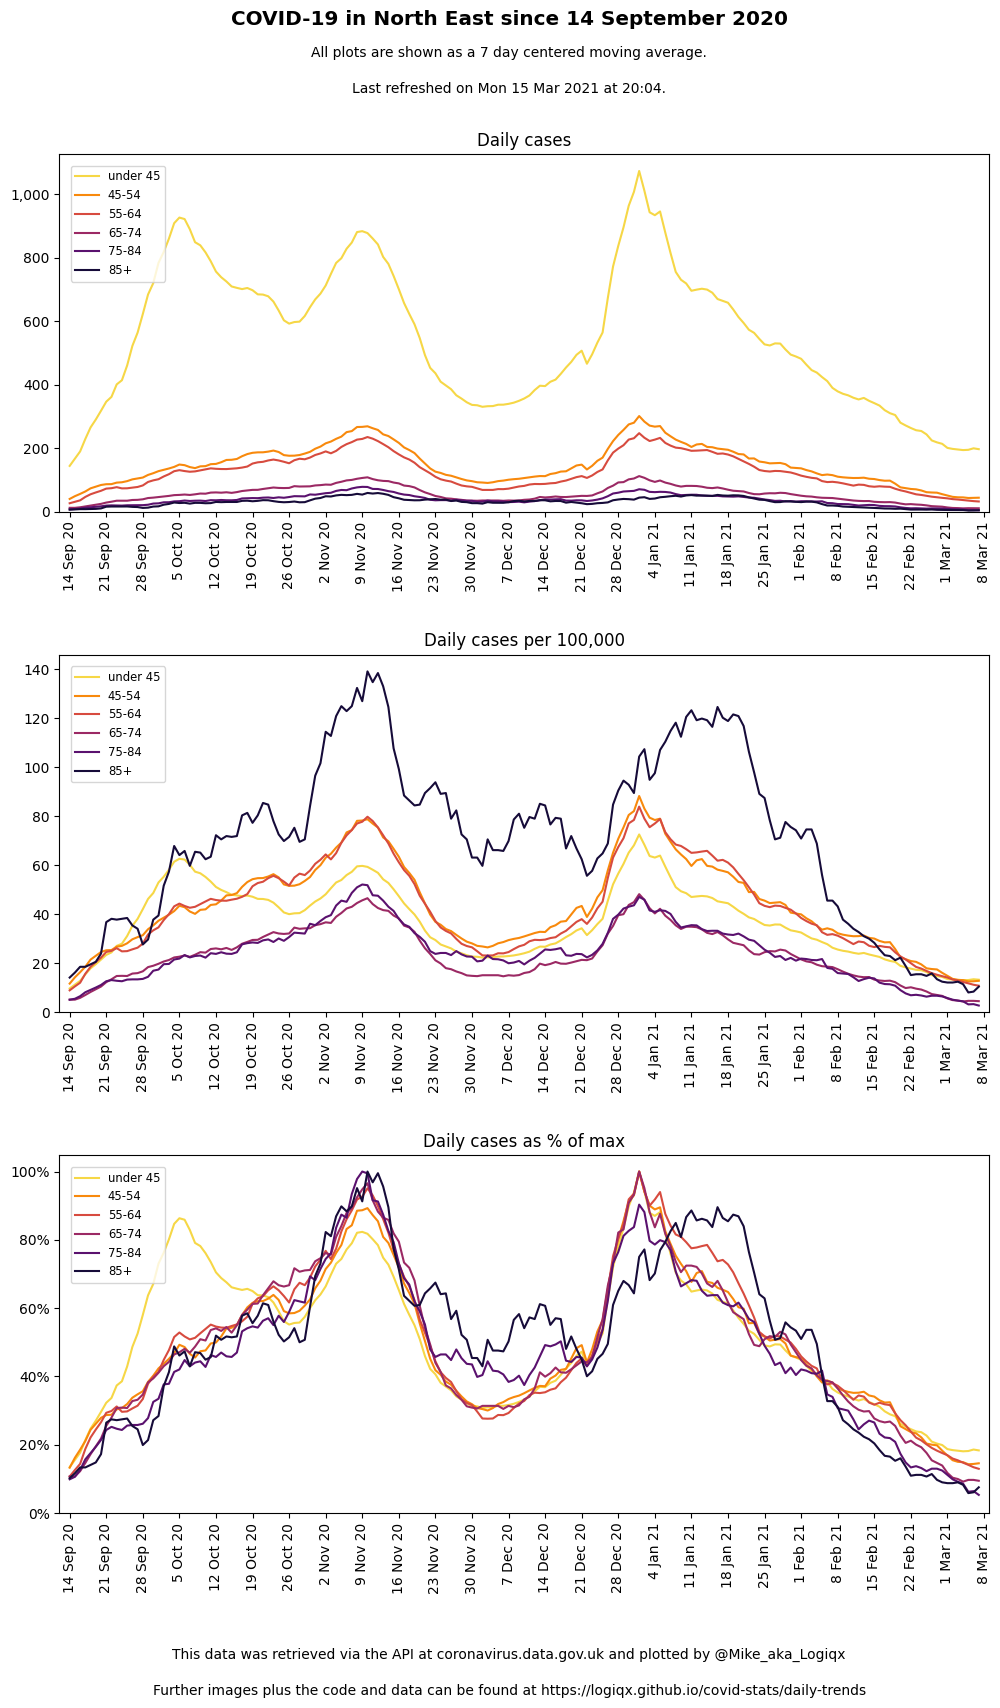 COVID-19 in North East since 14 September 2020
All plots are shown as a 7 day centered moving average.
Last refreshed on Mon 15 Mar 2021 at 20:04.
Daily cases
under 45
45-54
55-64
65-74
75-84
85+
1,000
800
600
400
200
0
14 Sep 20
21 Sep 20
28 Sep 20
5 Oct 20
12 Oct 20
19 Oct 20
26 Oct 20
2 Nov 20
9 Nov 20
16 Nov 20
23 Nov 20
30 Nov 20
7 Dec 20
14 Dec 20
21 Dec 20
28 Dec 20
4 Jan 21
11 Jan 21
18 Jan 21
25 Jan 21
1 Feb 21
8 Feb 21
15 Feb 21
22 Feb 21
1 Mar 21
8 Mar 21
Daily cases per 100,000
under 45
45-54
55-64
65-74
75-84
85+
140
120
100
80
60
40
20
0
14 Sep 20
21 Sep 20
28 Sep 20
5 Oct 20
12 Oct 20
19 Oct 20
26 Oct 20
2 Nov 20
9 Nov 20
16 Nov 20
23 Nov 20
30 Nov 20
7 Dec 20
14 Dec 20
21 Dec 20
28 Dec 20
4 Jan 21
11 Jan 21
18 Jan 21
25 Jan 21
1 Feb 21
8 Feb 21
15 Feb 21
22 Feb 21
1 Mar 21
8 Mar 21
Daily cases as % of max
under 45
45-54
55-64
65-74
75-84
85+
100%
80%
60%
40%
20%
0%
14 Sep 20
21 Sep 20
28 Sep 20
5 Oct 20
12 Oct 20
19 Oct 20
26 Oct 20
2 Nov 20
9 Nov 20
16 Nov 20
23 Nov 20
30 Nov 20
7 Dec 20
14 Dec 20
21 Dec 20
28 Dec 20
4 Jan 21
11 Jan 21
18 Jan 21
25 Jan 21
1 Feb 21
8 Feb 21
15 Feb 21
22 Feb 21
1 Mar 21
8 Mar 21
This data was retrieved via the API at coronavirus.data.gov.uk and plotted by @Mike_aka_Logiqx
Further images plus the code and data can be found at https://logiqx.github.io/covid-stats/daily-trends